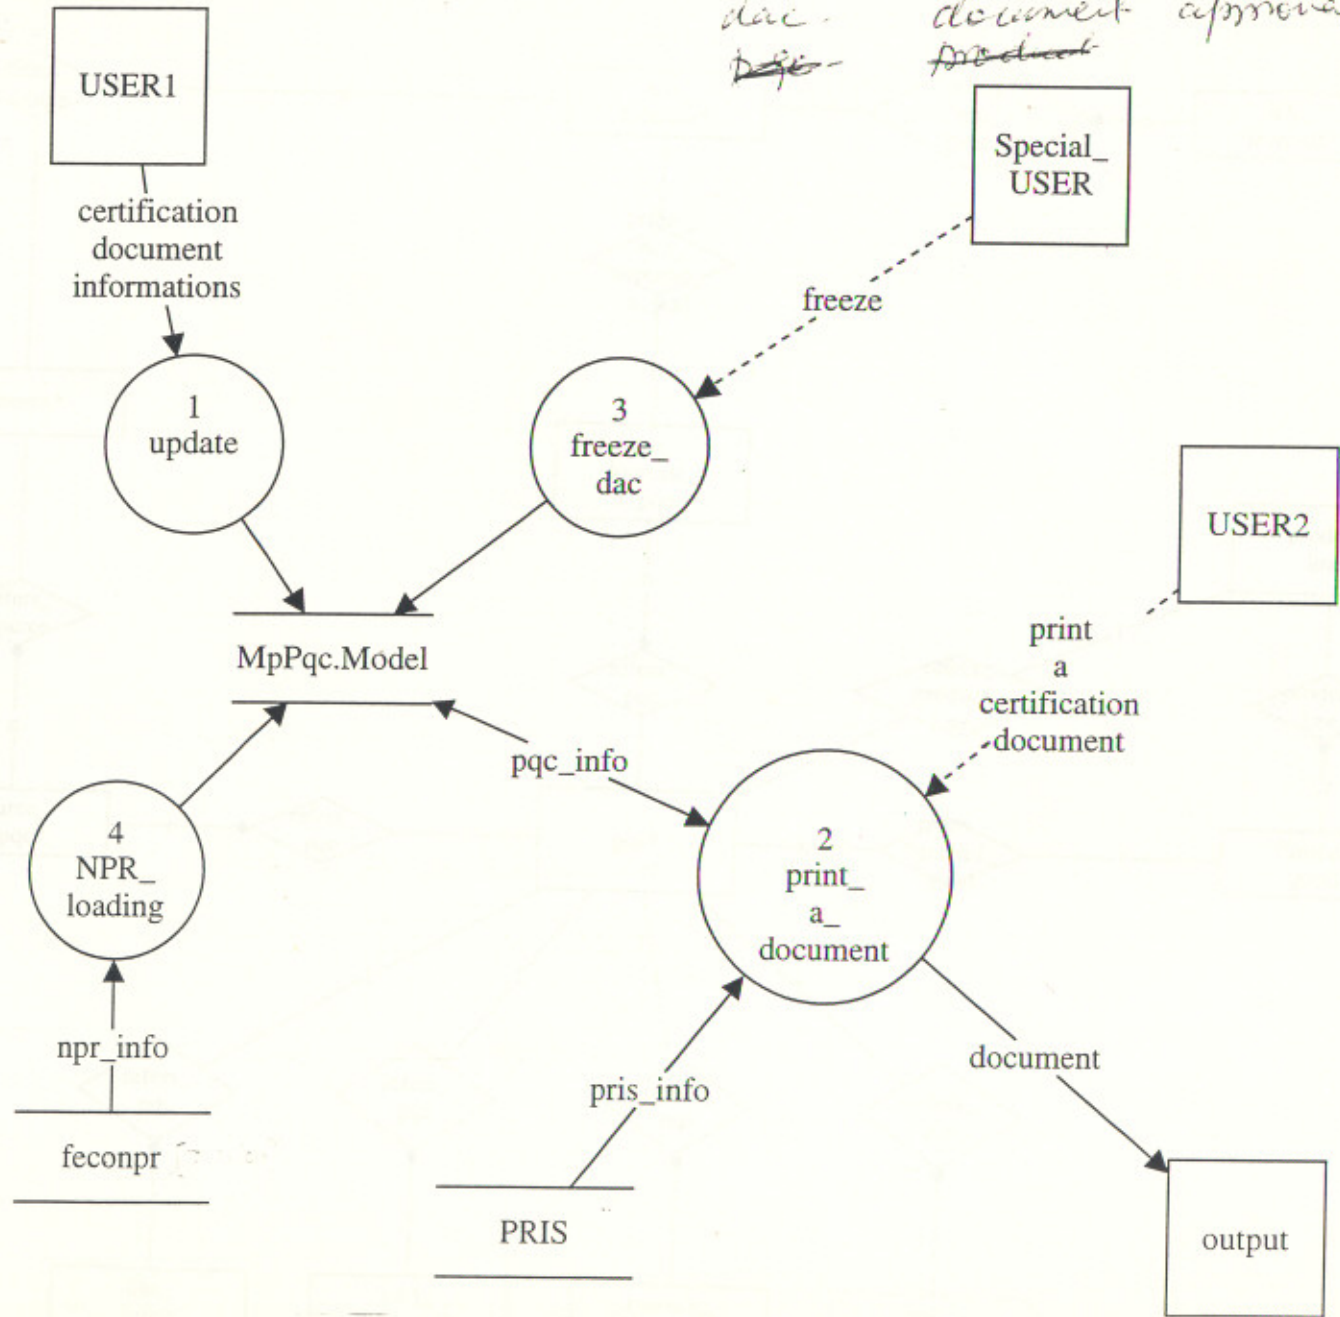 dac. document
product
USER1
Special_
USER
certification
document
informations
freeze
1
update
3
freeze_
dac
USER2
MpPqc.Model
print
a
certification
document
pqc_info
4
NPR_
loading
2
print_
a_
document
npr_info
pris_info
document
feconpr
PRIS
output